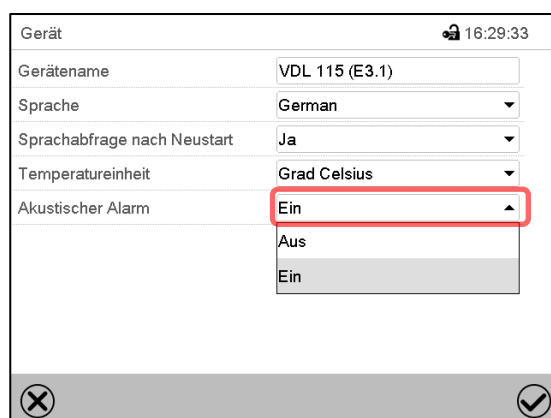 Gerät 16:29:33
Gerätename VDL 115 (E3.1)
Sprache German
Sprachabfrage nach Neustart Ja
Temperatureinheit Grad Celsius
Akustischer Alarm Ein
Aus
Ein